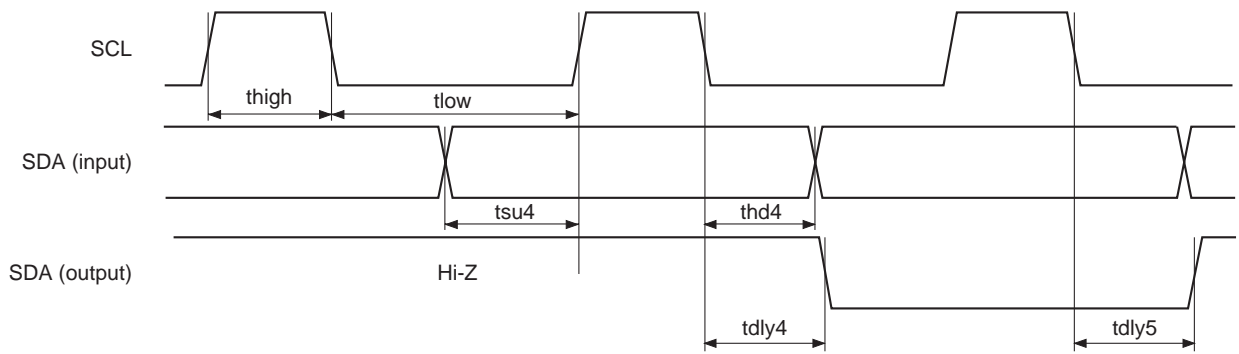 SCL
thigh
tlow
SDA (input)
tsu4
thd4
SDA (output)
Hi-Z
tdly4
tdly5